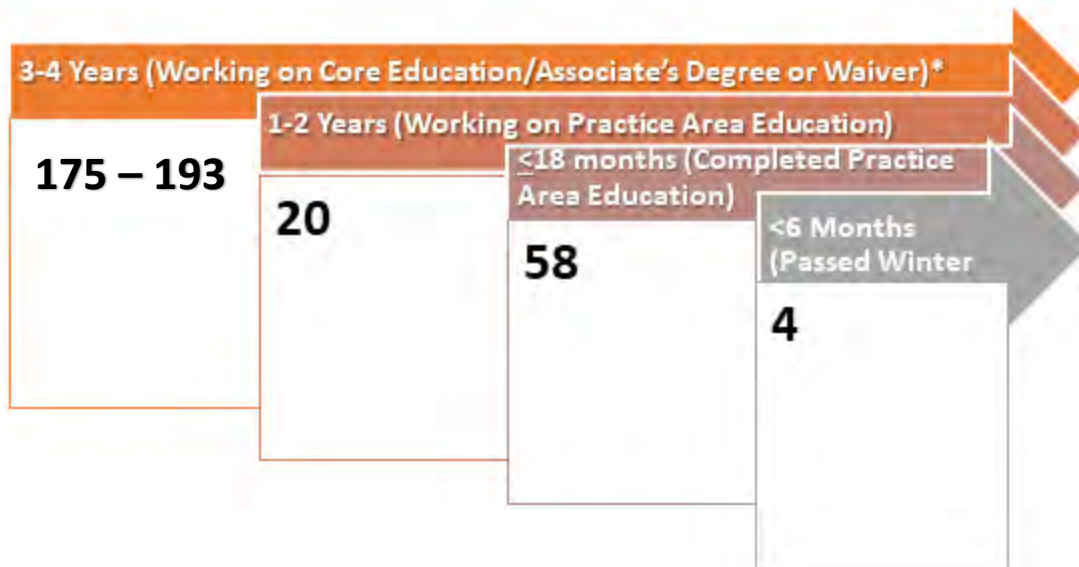 3-4 Years (Working on Core Education/Associate's Degree or Waiver)*
175 – 193
1-2 Years (Working on Practice Area Education)
20
≤18 months (Completed Practice
Area Education)
58
<6 Months
(Passed Winter
4